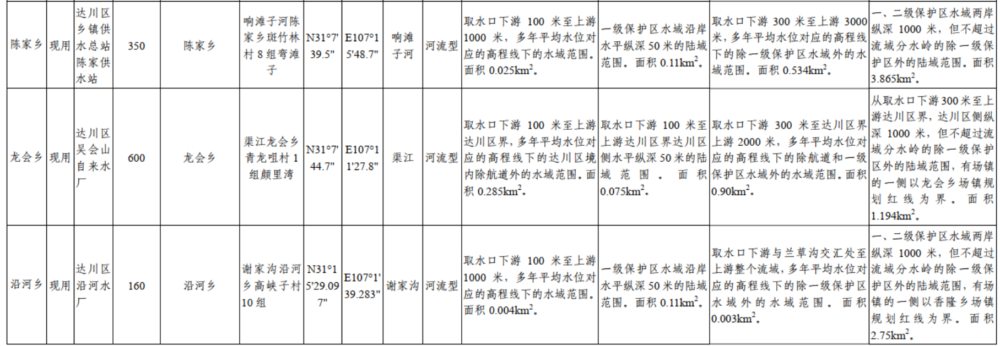 陈家乡
现用
达川区
乡镇供
水总站
陈家供
水站
350
陈家乡
响滩子河陈
家乡斑竹林
村 8 组弯滩
子
N31°7'
39.5"
E107°1
5'48.7"
响滩
子河
河流型
取水口下游 100 米至上游
1000 米，多年平均水位对
应的高程线下的水域范围。
面积 0.025km²。
一级保护区水域沿岸
水平纵深 50 米的陆域
范围。面积 0.11km²。
取水口下游 300 米至上游 3000
米，多年平均水位对应的高程线
下的除一级保护区水域外的水
域范围。面积 0.534km²。
一、二级保护区水域两岸
纵深 1000 米，但不超过
流域分水岭的除一级保
护区外的陆域范围。面积
3.865km²。
龙会乡
现用
达川区
吴会山
自来水
厂
600
龙会乡
渠江龙会乡
青龙咀村 1
组颜里湾
N31°7'
44.7"
E107°1
1'27.8"
渠江
河流型
取水口下游 100 米至上游
达川区界，多年平均水位对
应的高程线下的达川区境
内除航道外的水域范围。面
积 0.285km²。
取水口下游 100 米至
上游达川区界达川区
侧水平纵深 50 米的陆
域范围。面积
0.075km²。
取水口下游 300 米至达川区界
上游 2000 米，多年平均水位对
应的高程线下的除航道和一级
保护区水域外的水域范围。面积
0.90km²。
从取水口下游 300 米至上
游达川区界，达川区侧纵
深 1000 米，但不超过流
域分水岭的除一级保护
区外的陆域范围，有场镇
的一侧以龙会乡场镇规
划红线为界。面积
1.194km²。
沿河乡
现用
达川区
沿河水
厂
160
沿河乡
谢家沟沿河
乡高峡子村
10 组
N31°1
5'29.09
7"
E107°1'
39.283"
谢家沟
河流型
取水口下游 100 米至上游
1000 米，多年平均水位对
应的高程线下的水域范围。
面积 0.004km²。
一级保护区水域沿岸
水平纵深 50 米的陆域
范围。面积 0.11km²。
取水口下游与兰草沟交汇处至
上游整个流域，多年平均水位对
应的高程线下的除一级保护区
水域外的水域范围。面积
0.003km²。
一、二级保护区水域两岸
纵深 1000 米，但不超过
流域分水岭的除一级保
护区外的陆域范围，有场
镇的一侧以香隆乡场镇
规划红线为界。面积
2.75km²。